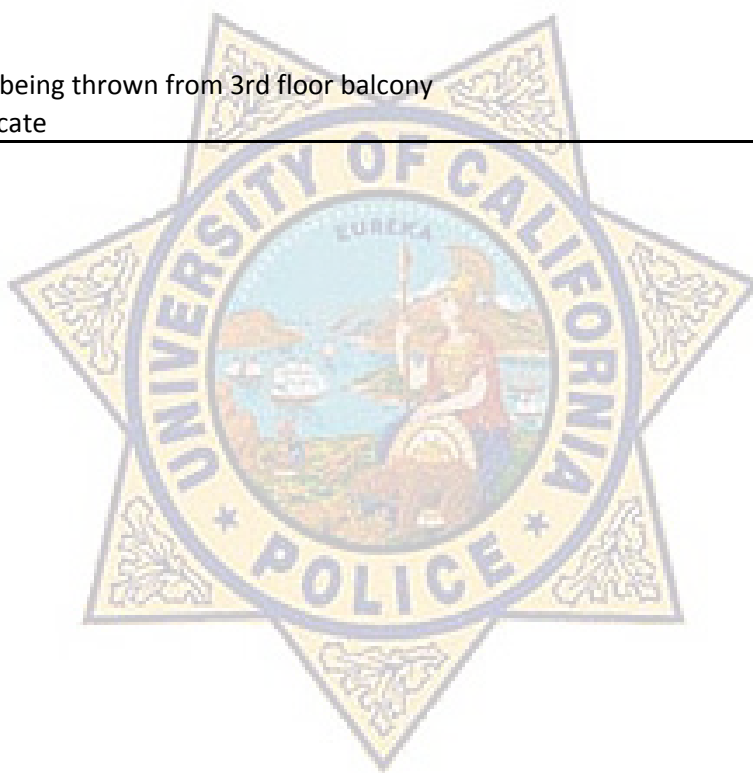 being thrown from 3rd floor balcony
cate
UNIVERSITY OF CALIFORNIA
EUREKA
* POLICE *